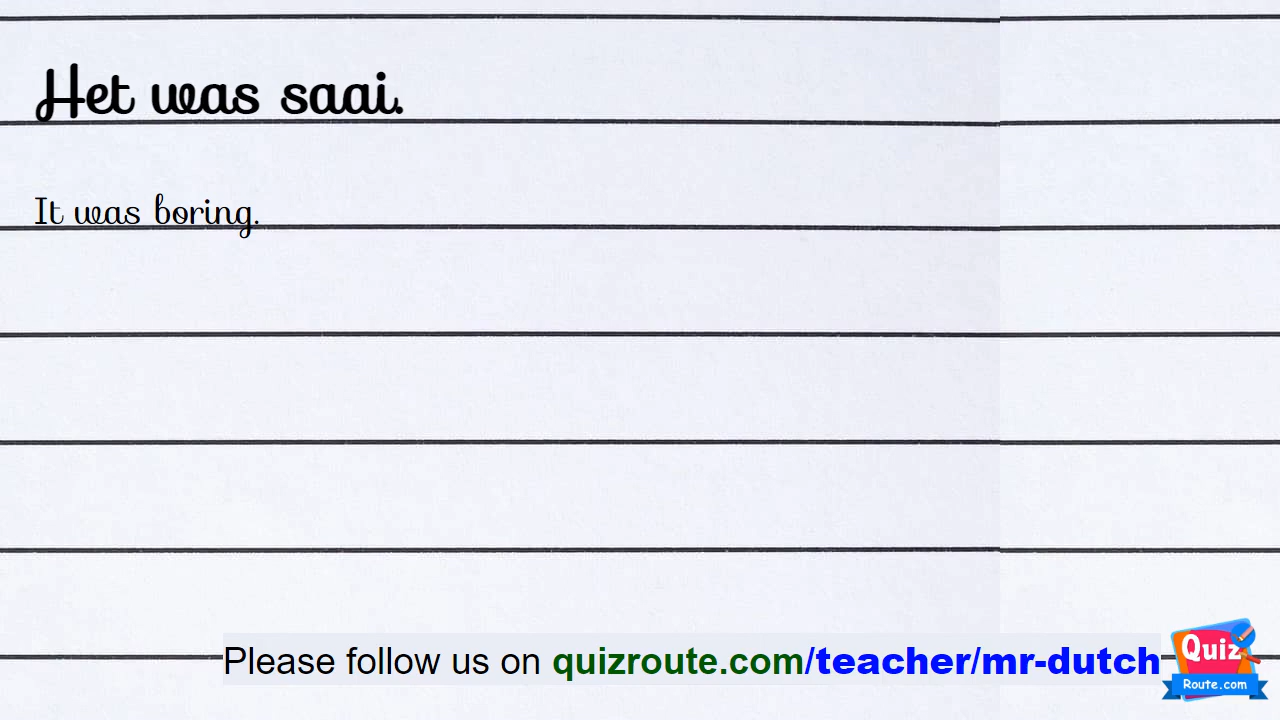 Het was saai.
It was boring.
Please follow us on quizroute.com/teacher/mr-dutch
Quiz
Route.com